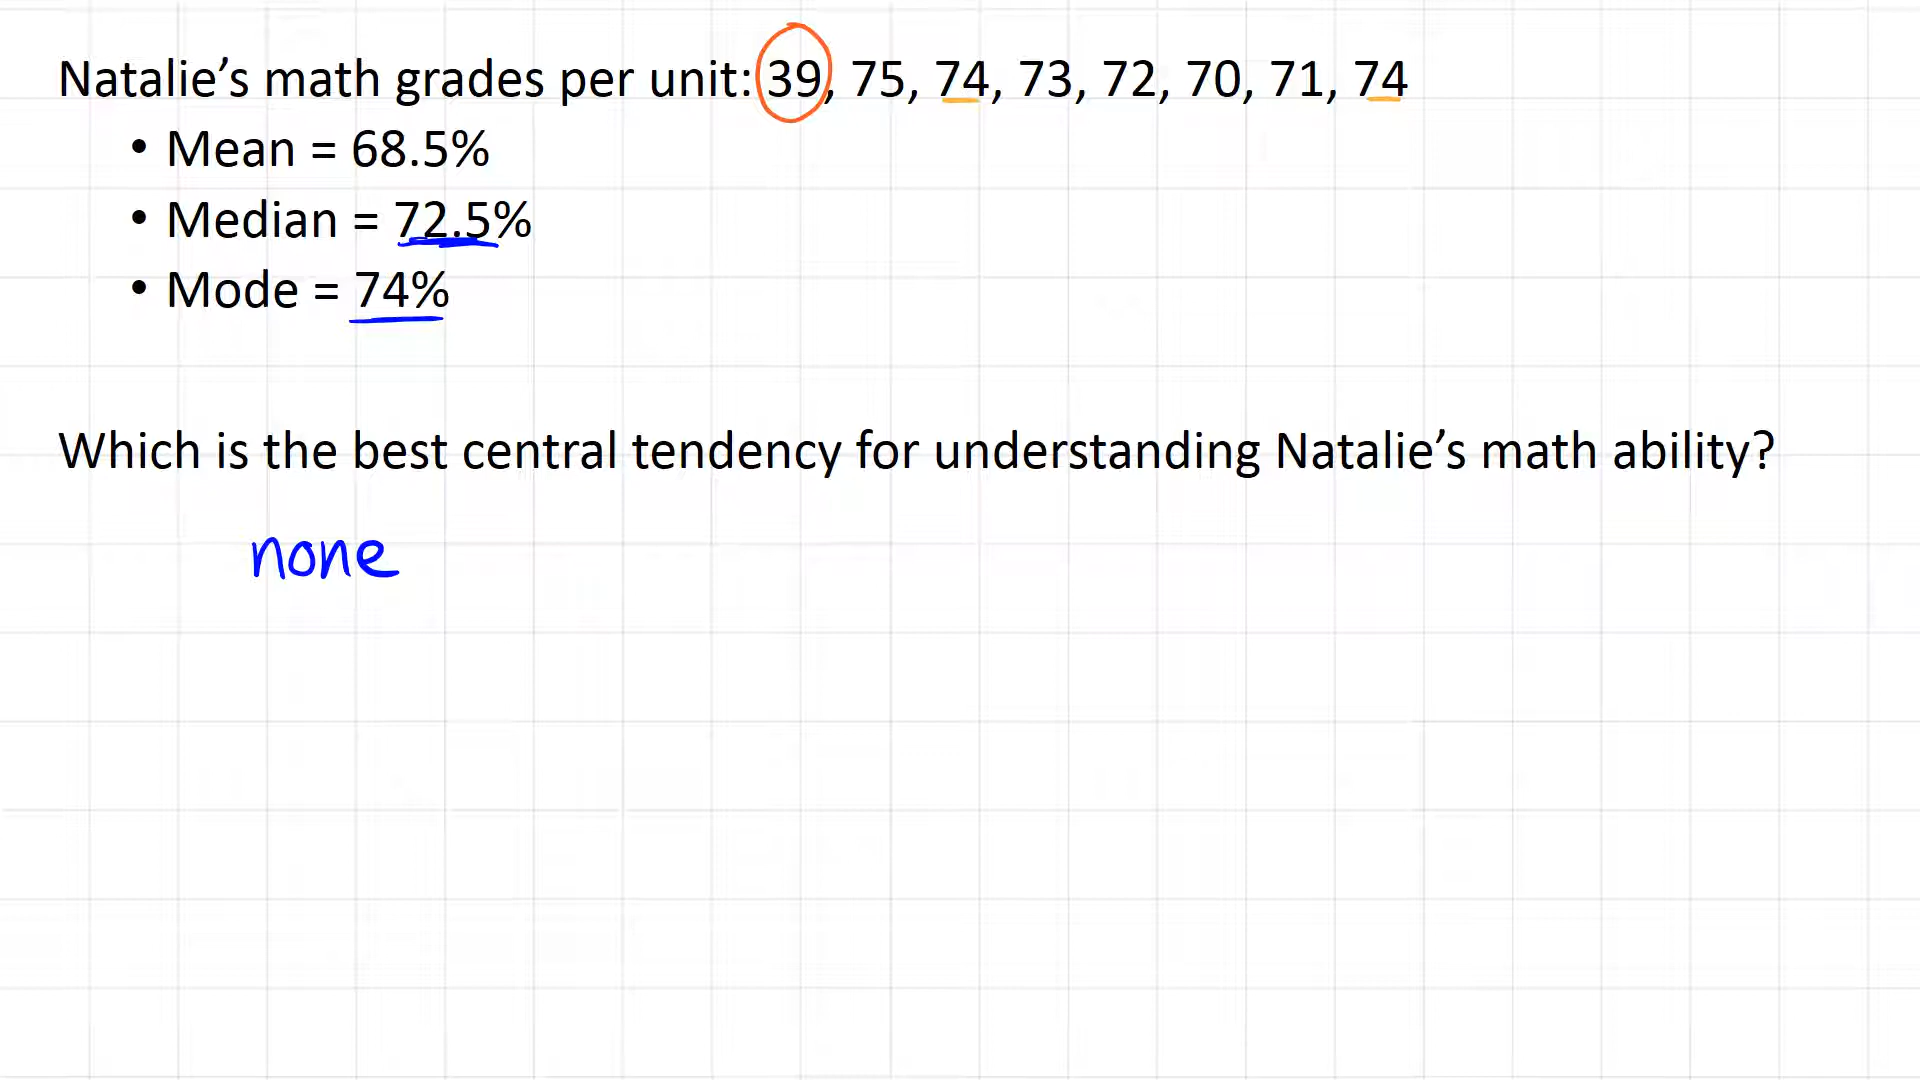 Natalie’s math grades per unit: 39, 75, 74, 73, 72, 70, 71, 74
• Mean = 68.5%
• Median = 72.5%
• Mode = 74%
Which is the best central tendency for understanding Natalie’s math ability?
none